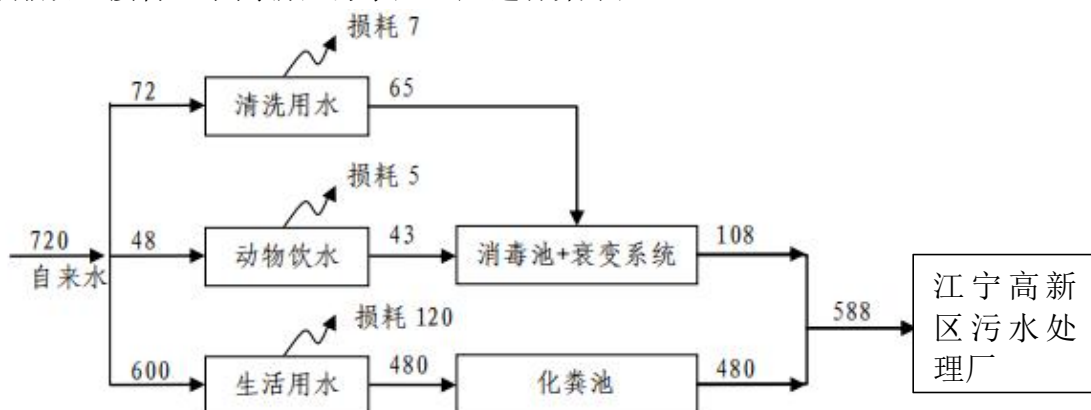 损耗 7
72
清洗用水
65
损耗 5
720
自来水
48
动物饮水
43
消毒池+衰变系统
108
江宁高新
区污水处
理厂
588
损耗 120
600
生活用水
480
化粪池
480